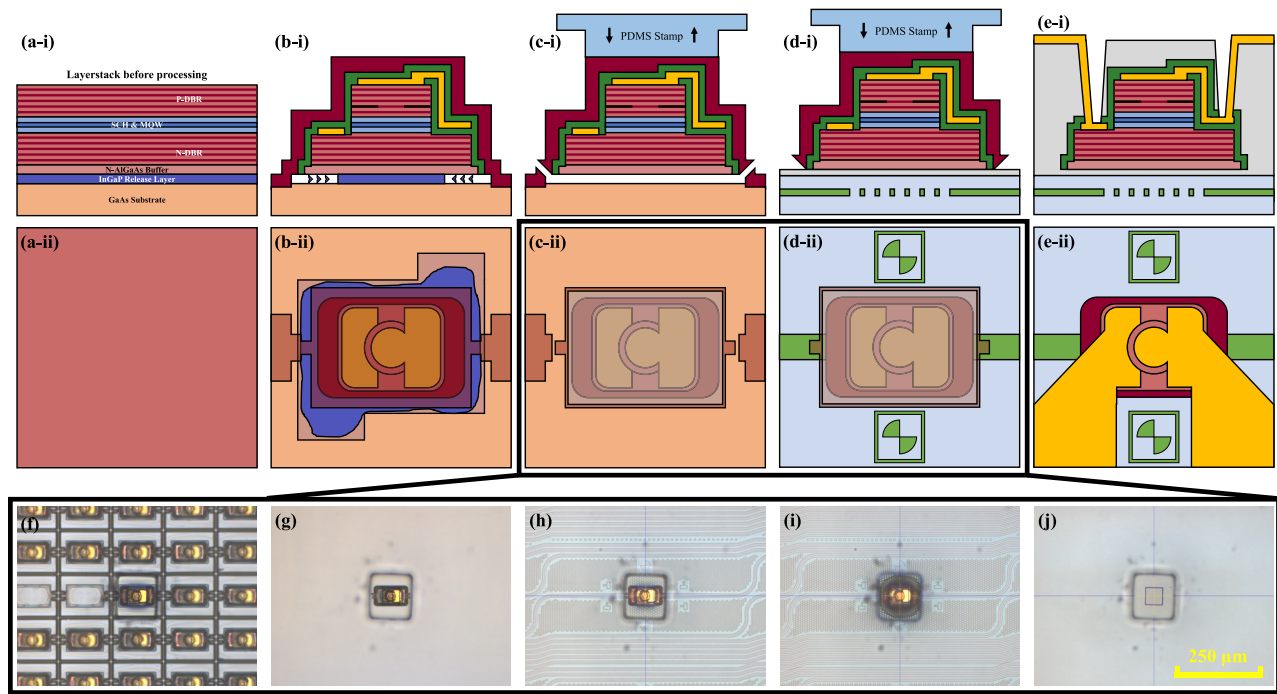 (a-i)
Layerstack before processing
P-DBR
SCH & MQW
N-DBR
N-AlGaAs Buffer
InGaP Release Layer
GaAs Substrate
(b-i)
(c-i)
PDMS Stamp
(d-i)
PDMS Stamp
(e-i)
(a-ii)
(b-ii)
(c-ii)
(d-ii)
(e-ii)
(f)
(g)
(h)
(i)
(j)
250 μm